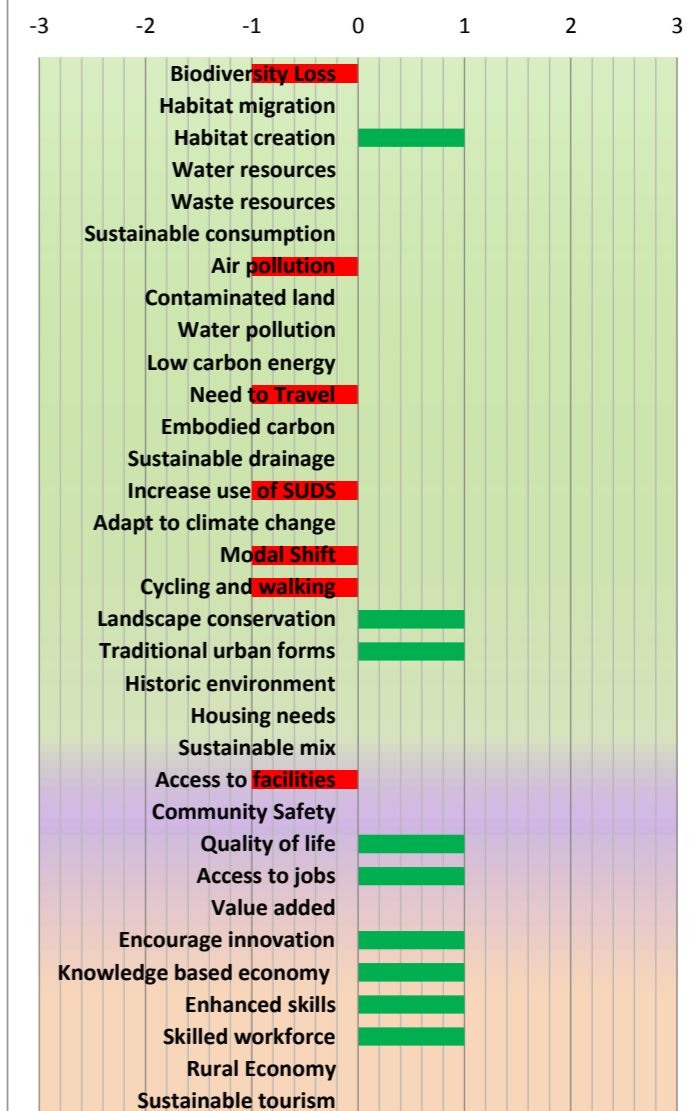 -3 -2 -1 0 1 2 3
Biodiversity Loss
Habitat migration
Habitat creation
Water resources
Waste resources
Sustainable consumption
Air pollution
Contaminated land
Water pollution
Low carbon energy
Need to Travel
Embodied carbon
Sustainable drainage
Increase use of SUDS
Adapt to climate change
Modal Shift
Cycling and walking
Landscape conservation
Traditional urban forms
Historic environment
Housing needs
Sustainable mix
Access to facilities
Community Safety
Quality of life
Access to jobs
Value added
Encourage innovation
Knowledge based economy
Enhanced skills
Skilled workforce
Rural Economy
Sustainable tourism